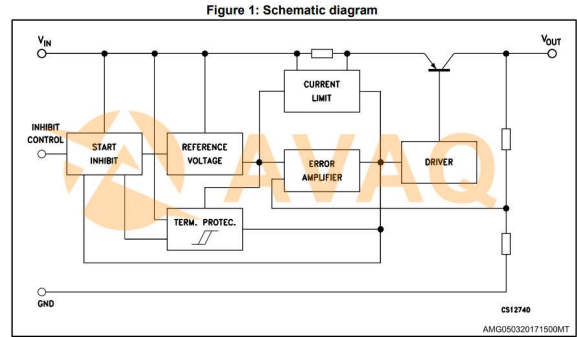 Figure 1: Schematic diagram
VIN
VOUT
CURRENT
LIMIT
INHIBIT
CONTROL
START
INHIBIT
REFERENCE
VOLTAGE
ERROR
AMPLIFIER
DRIVER
AVAQ
TERM. PROTEC.
GND
CS12740
AMG050320171500MT